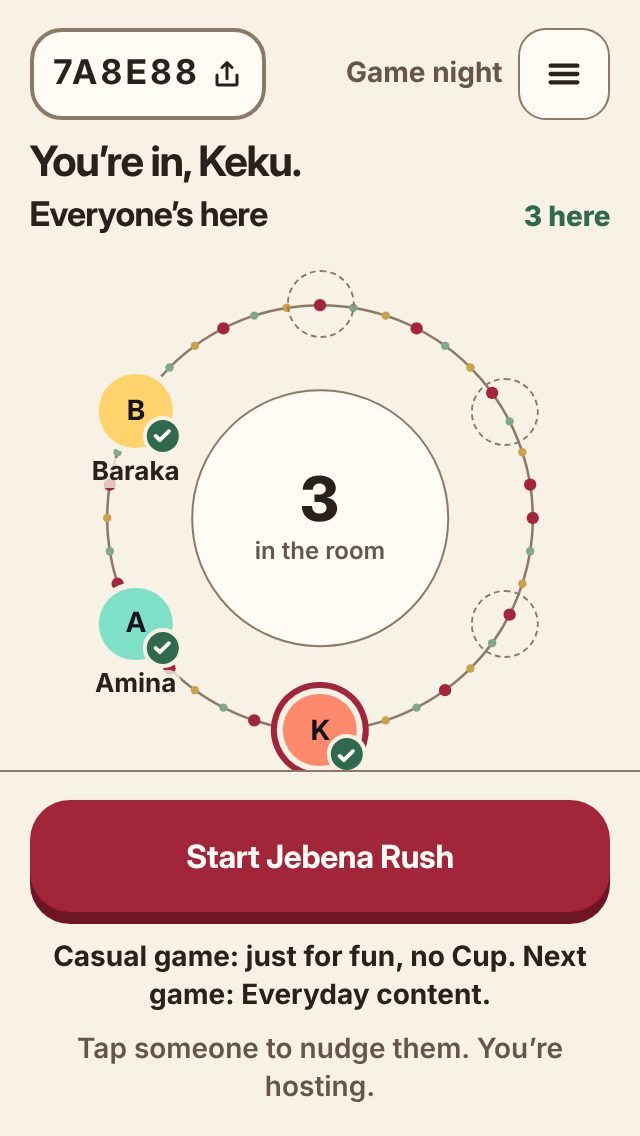 7A8E88
Game night
You’re in, Keku.
Everyone’s here
3 here
B
Baraka
3
in the room
A
Amina
K
Start Jebena Rush
Casual game: just for fun, no Cup. Next
game: Everyday content.
Tap someone to nudge them. You’re
hosting.